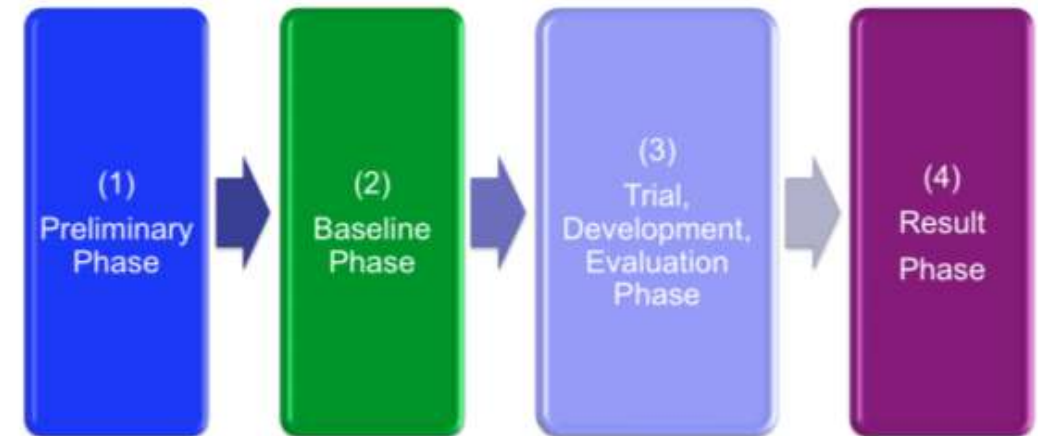 (1)
Preliminary
Phase
(2)
Baseline
Phase
(3)
Trial,
Development,
Evaluation
Phase
(4)
Result
Phase